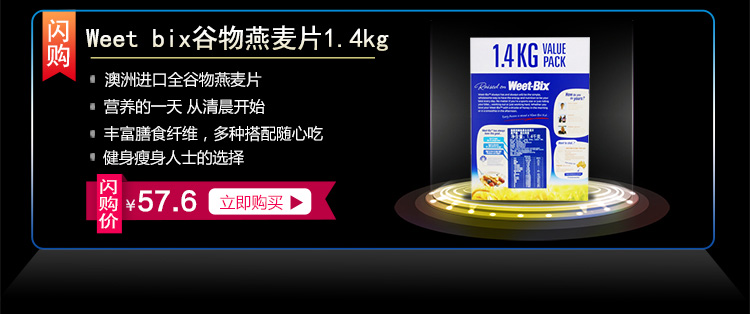 闪购
Weet bix谷物燕麦片1.4kg
澳洲进口全谷物燕麦片
营养的一天 从清晨开始
丰富膳食纤维，多种搭配随心吃
健身瘦身人士的选择
闪购价
¥57.6
立即购买
1.4KG VALUE PACK
Raised on Weet-Bix